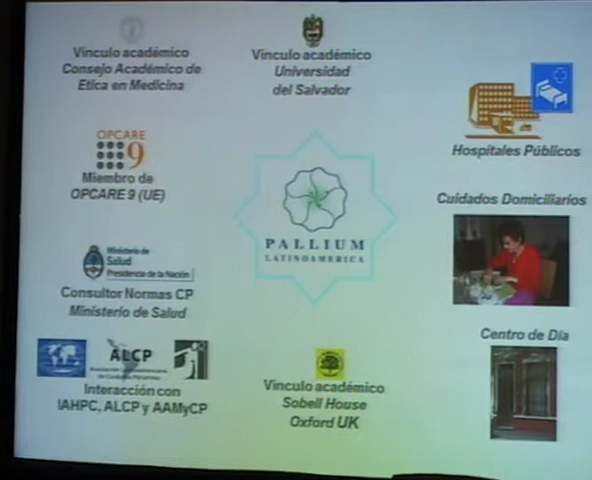 Vínculo académico
Consejo Académico de
Etica en Medicina
Vínculo académico
Universidad
del Salvador
Hospitales Públicos
OPCARE
9
Miembro de
OPCARE 9 (UE)
Cuidados Domiciliarios
PALLIUM
LATINOAMERICA
Ministerio de
Salud
Presidencia de la Nación
Consultor Normas CP
Ministerio de Salud
Centro de Día
ALCP
Interacción con
IAHPC, ALCP y AAMyCP
Vínculo académico
Sobell House
Oxford UK